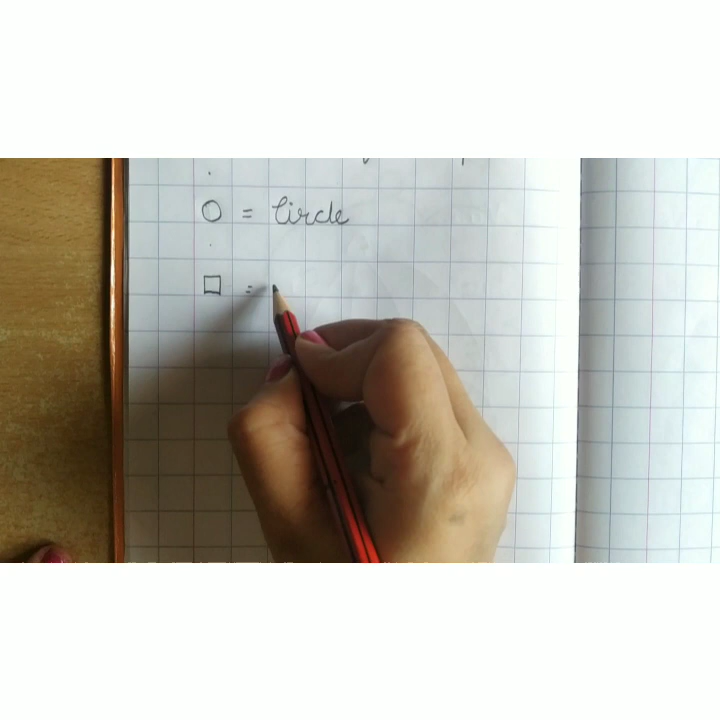 ○ = Circle
□ =